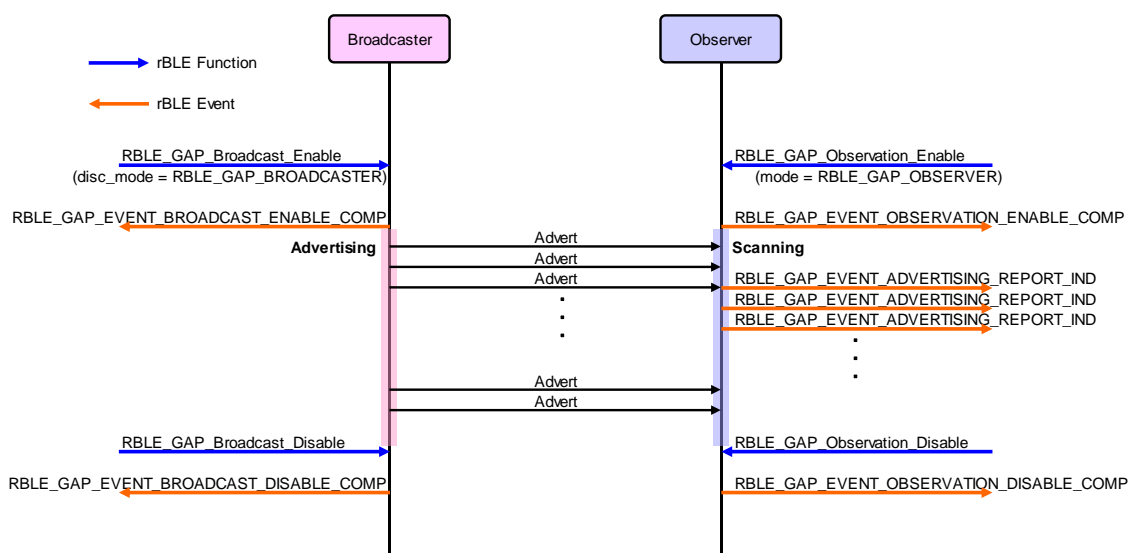 Broadcaster
Observer
rBLE Function
rBLE Event
RBLE_GAP_Broadcast_Enable
(disc_mode = RBLE_GAP_BROADCASTER)
RBLE_GAP_Observation_Enable
(mode = RBLE_GAP_OBSERVER)
RBLE_GAP_EVENT_BROADCAST_ENABLE_COMP
RBLE_GAP_EVENT_OBSERVATION_ENABLE_COMP
Advertising
Advert
Scanning
Advert
Advert
RBLE_GAP_EVENT_ADVERTISING_REPORT_IND
RBLE_GAP_EVENT_ADVERTISING_REPORT_IND
RBLE_GAP_EVENT_ADVERTISING_REPORT_IND
Advert
Advert
RBLE_GAP_Broadcast_Disable
RBLE_GAP_Observation_Disable
RBLE_GAP_EVENT_BROADCAST_DISABLE_COMP
RBLE_GAP_EVENT_OBSERVATION_DISABLE_COMP